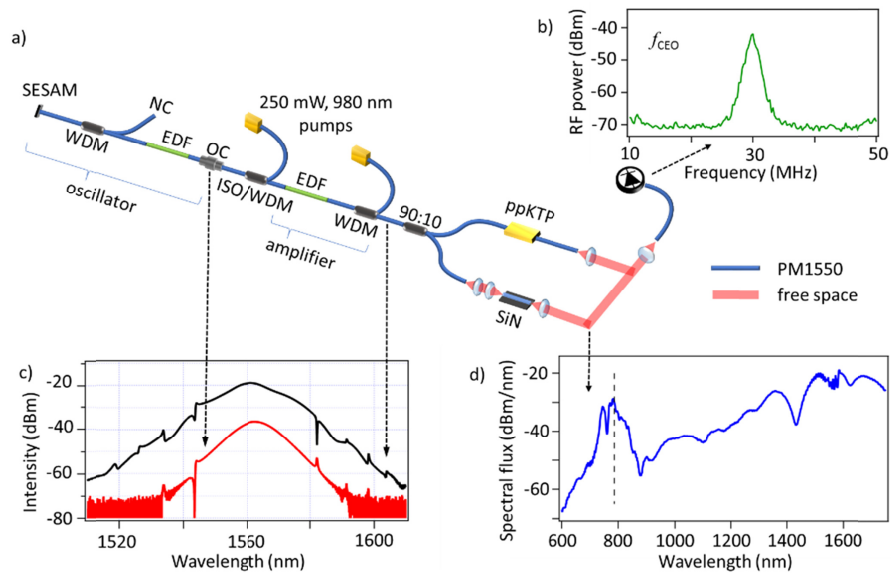 a)
SESAM
WDM
NC
EDF
OC
ISO/WDM
250 mW, 980 nm
pumps
EDF
WDM
90:10
ppKTP
SiN
oscillator
amplifier
PM1550
free space
b)
fCEO
RF power (dBm)
-40
-50
-60
-70
10
30
50
Frequency (MHz)
c)
Intensity (dBm)
-20
-40
-60
-80
1520
1550
1600
Wavelength (nm)
d)
Spectral flux (dBm/nm)
-20
-40
-60
600
800
1000
1200
1400
1600
Wavelength (nm)